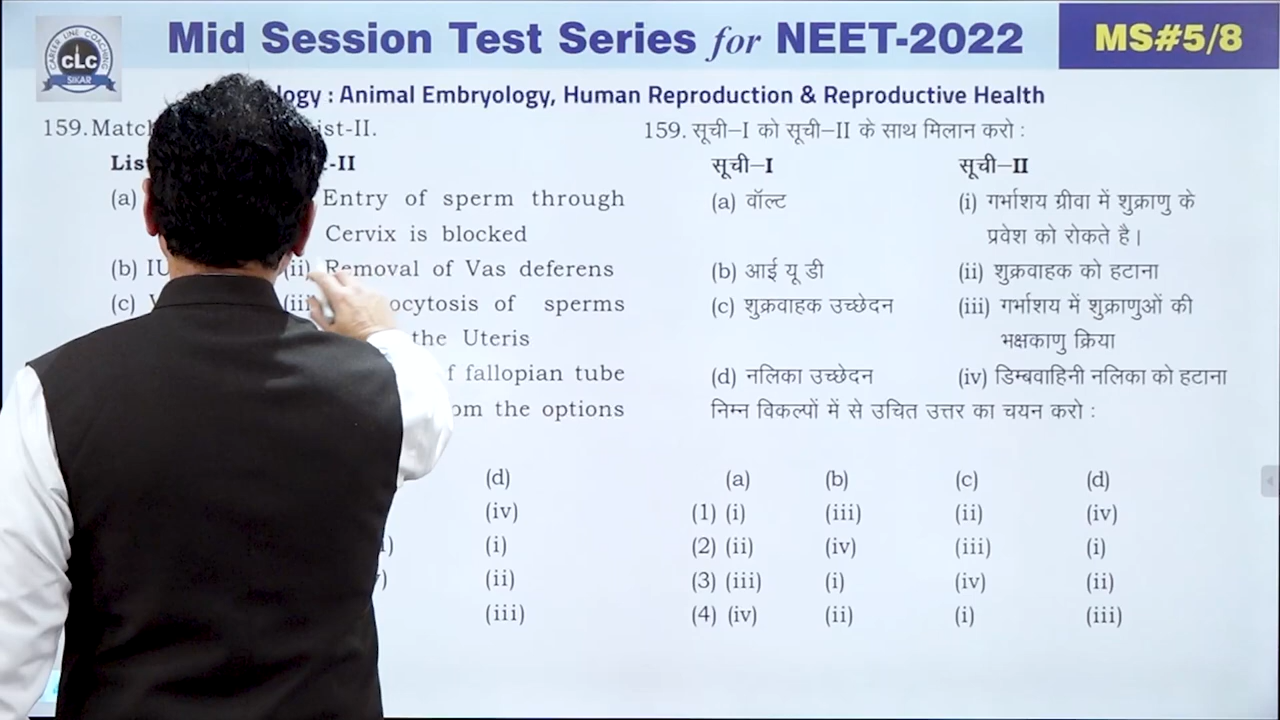 CAREER LINE COACHING
CLC
SIKAR
Mid Session Test Series for NEET-2022
MS#5/8
: Animal Embryology, Human Reproduction & Reproductive Health
159. Match
List-II.
-II
(a)
Entry of sperm through
Cervix is blocked
(b)
(ii) Removal of Vas deferens
(c)
of sperms
the Uteris
fallopian tube
the options
(d)
(iv)
(i)
(ii)
(iii)
159. सूची–I को सूची–II के साथ मिलान करो :
सूची–I सूची–II
(a) वॉल्ट (i) गर्भाशय ग्रीवा में शुक्राणु के
प्रवेश को रोकते है।
(b) आई यू डी (ii) शुक्रवाहक को हटाना
(c) शुक्रवाहक उच्छेदन (iii) गर्भाशय में शुक्राणुओं की
भक्षकाणु क्रिया
(d) नलिका उच्छेदन (iv) डिम्बवाहिनी नलिका को हटाना
निम्न विकल्पों में से उचित उत्तर का चयन करो :
(a) (b) (c) (d)
(1) (i) (iii) (ii) (iv)
(2) (ii) (iv) (iii) (i)
(3) (iii) (i) (iv) (ii)
(4) (iv) (ii) (i) (iii)